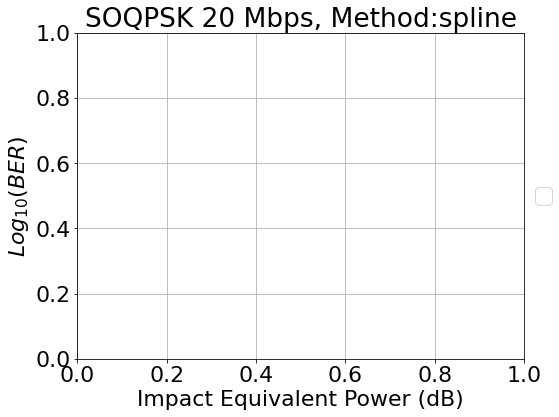 SOQPSK 20 Mbps, Method:spline
1.0
0.8
0.6
0.4
0.2
0.0
Log10(BER)
0.0 0.2 0.4 0.6 0.8 1.0
Impact Equivalent Power (dB)